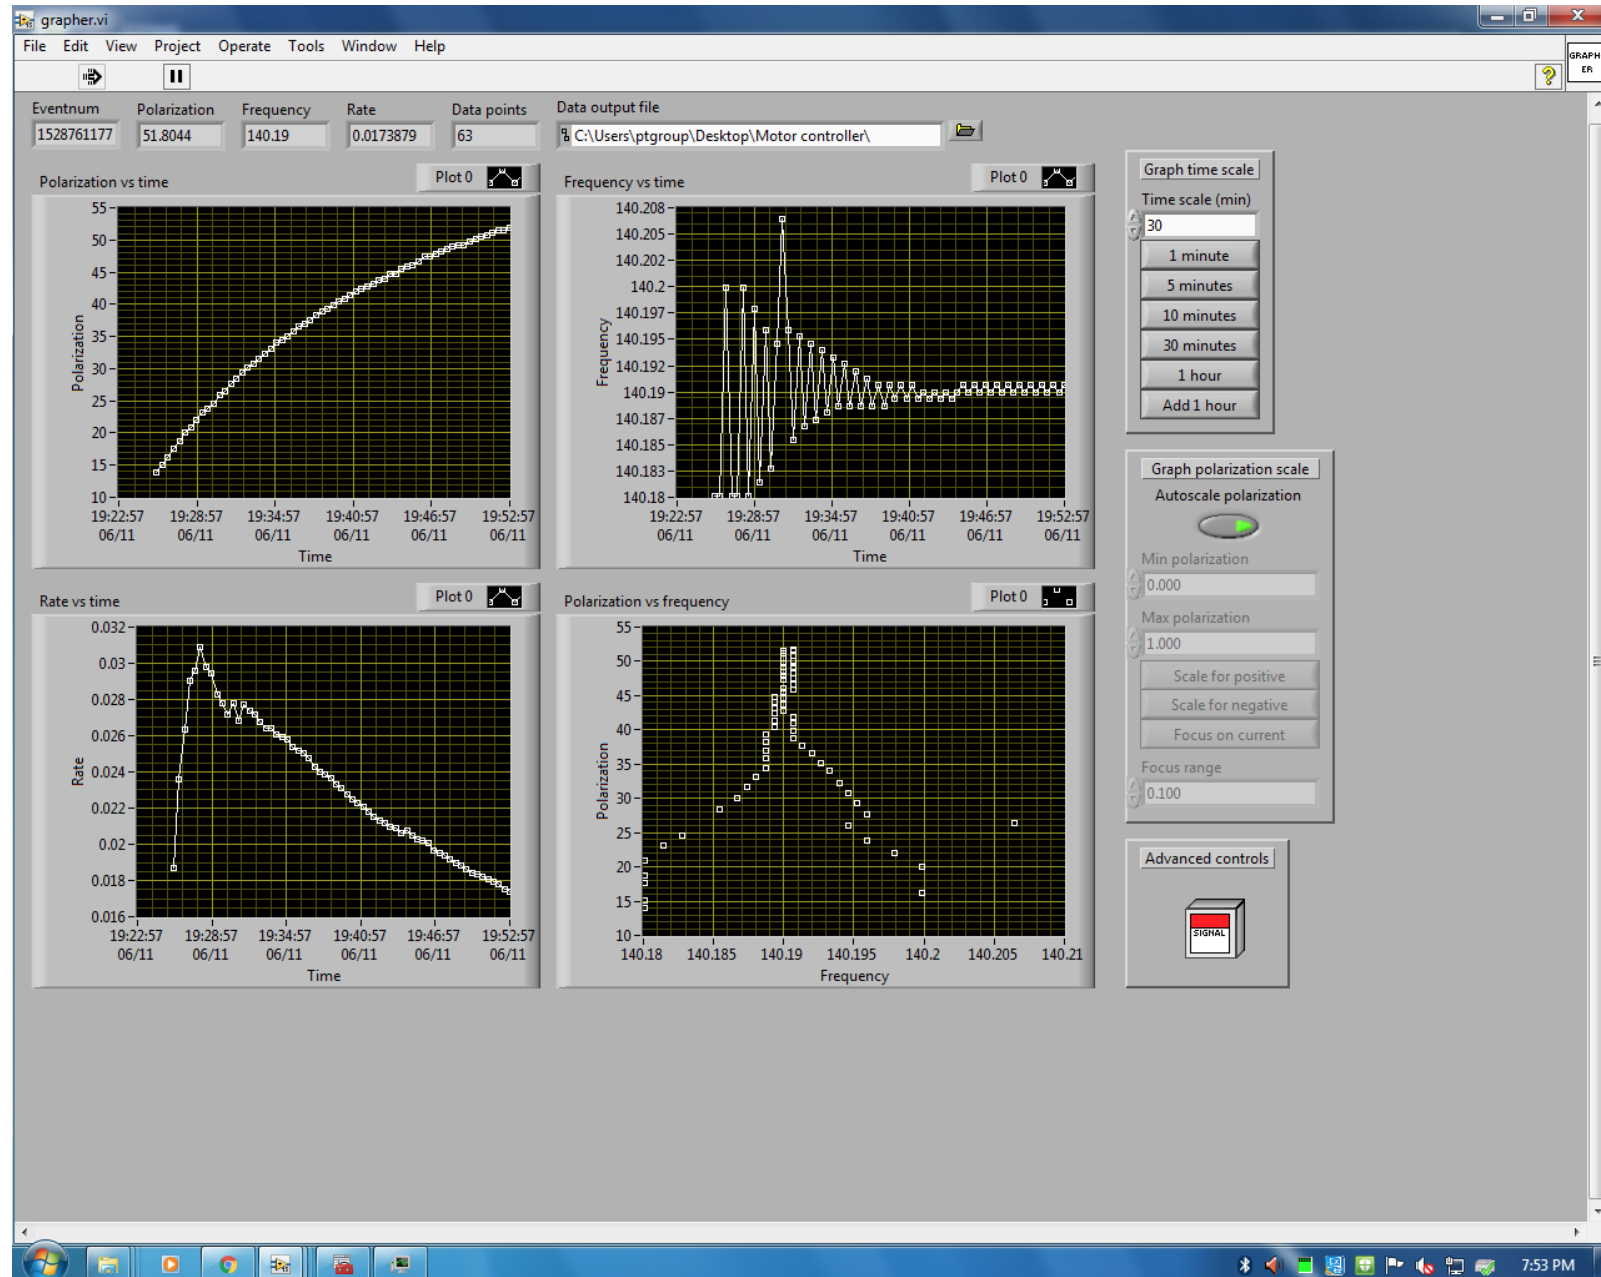 grapher.vi
File Edit View Project Operate Tools Window Help
GRAPH
ER
Eventnum Polarization Frequency Rate Data points Data output file
1528761177 51.8044 140.19 0.0173879 63 C:\Users\ptgroup\Desktop\Motor controller\
Polarization vs time Plot 0
55
50
45
40
35
30
25
20
15
10
Polarization
19:22:57 19:28:57 19:34:57 19:40:57 19:46:57 19:52:57
06/11 06/11 06/11 06/11 06/11 06/11
Time
Frequency vs time Plot 0
140.208
140.205
140.202
140.2
140.197
140.195
140.192
140.19
140.187
140.185
140.183
140.18
Frequency
19:22:57 19:28:57 19:34:57 19:40:57 19:46:57 19:52:57
06/11 06/11 06/11 06/11 06/11 06/11
Time
Graph time scale
Time scale (min)
30
1 minute
5 minutes
10 minutes
30 minutes
1 hour
Add 1 hour
Graph polarization scale
Autoscale polarization
Min polarization
0.000
Max polarization
1.000
Scale for positive
Scale for negative
Focus on current
Focus range
0.100
Rate vs time Plot 0
0.032
0.03
0.028
0.026
0.024
0.022
0.02
0.018
0.016
Rate
19:22:57 19:28:57 19:34:57 19:40:57 19:46:57 19:52:57
06/11 06/11 06/11 06/11 06/11 06/11
Time
Polarization vs frequency Plot 0
55
50
45
40
35
30
25
20
15
10
Polarization
140.18 140.185 140.19 140.195 140.2 140.205 140.21
Frequency
Advanced controls
SIGNAL
7:53 PM